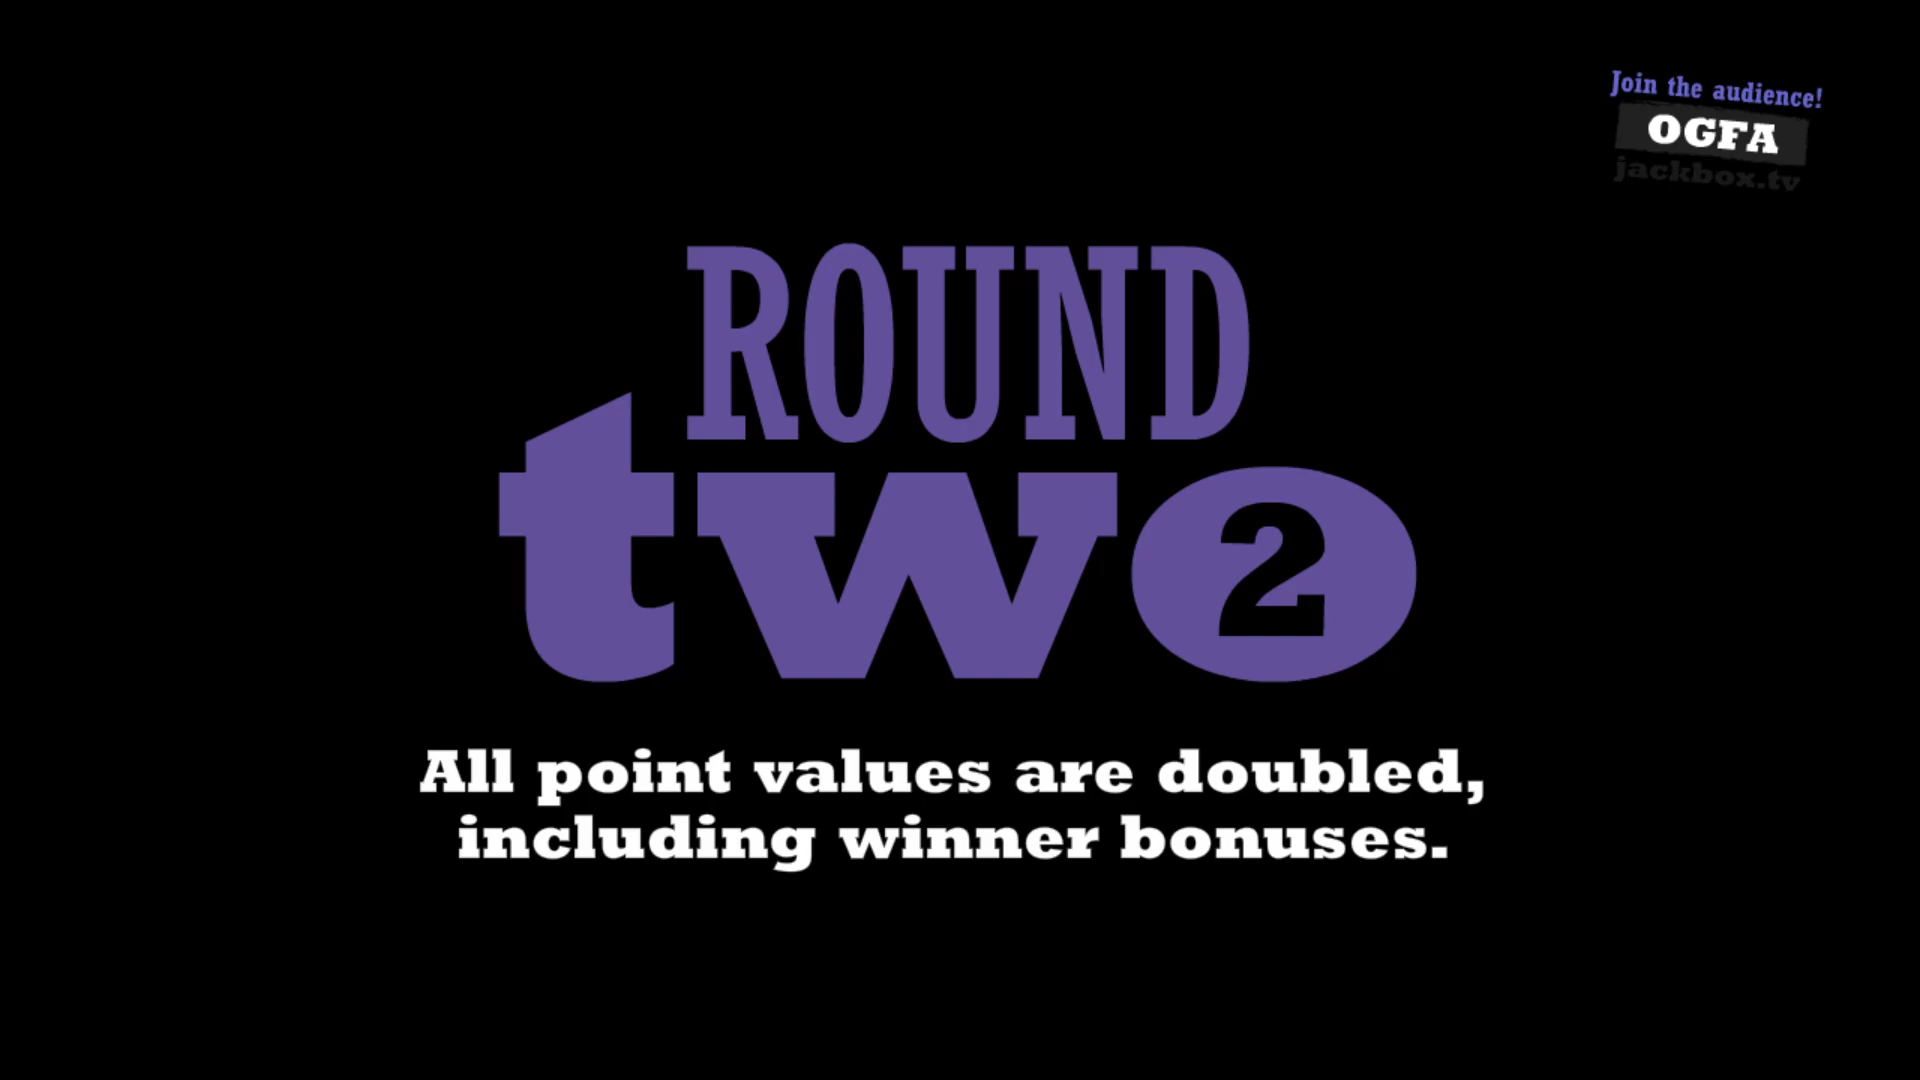 Join the audience!
OGFA
jackbox.tv
ROUND
two
2
All point values are doubled,
including winner bonuses.